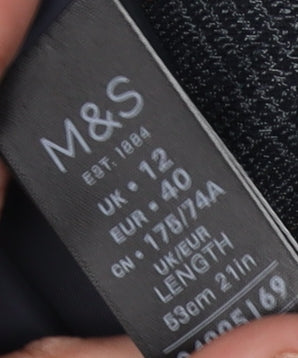 M&S
EST. 1884
UK • 12
EUR • 40
CN • 175/74A
UK/EUR
LENGTH
53cm 21in